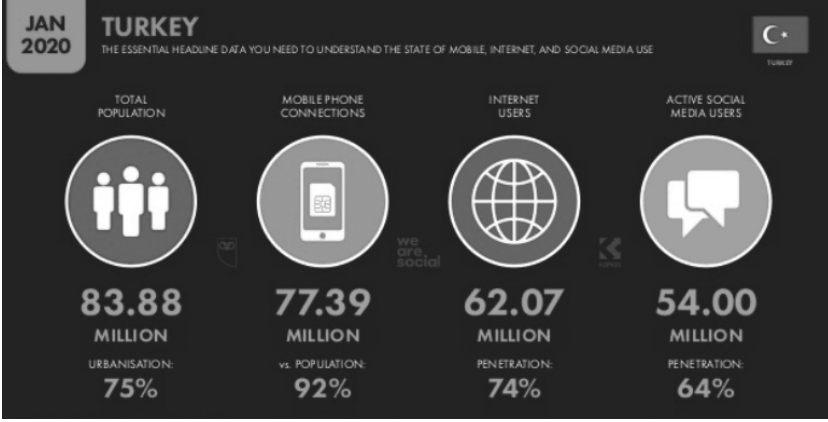 JAN
2020
TURKEY
THE ESSENTIAL HEADLINE DATA YOU NEED TO UNDERSTAND THE STATE OF MOBILE, INTERNET, AND SOCIAL MEDIA USE
TURKEY
TOTAL
POPULATION
MOBILE PHONE
CONNECTIONS
INTERNET
USERS
ACTIVE SOCIAL
MEDIA USERS
we
are
social
83.88
MILLION
URBANISATION:
75%
77.39
MILLION
vs. POPULATION:
92%
62.07
MILLION
PENETRATION:
74%
54.00
MILLION
PENETRATION:
64%